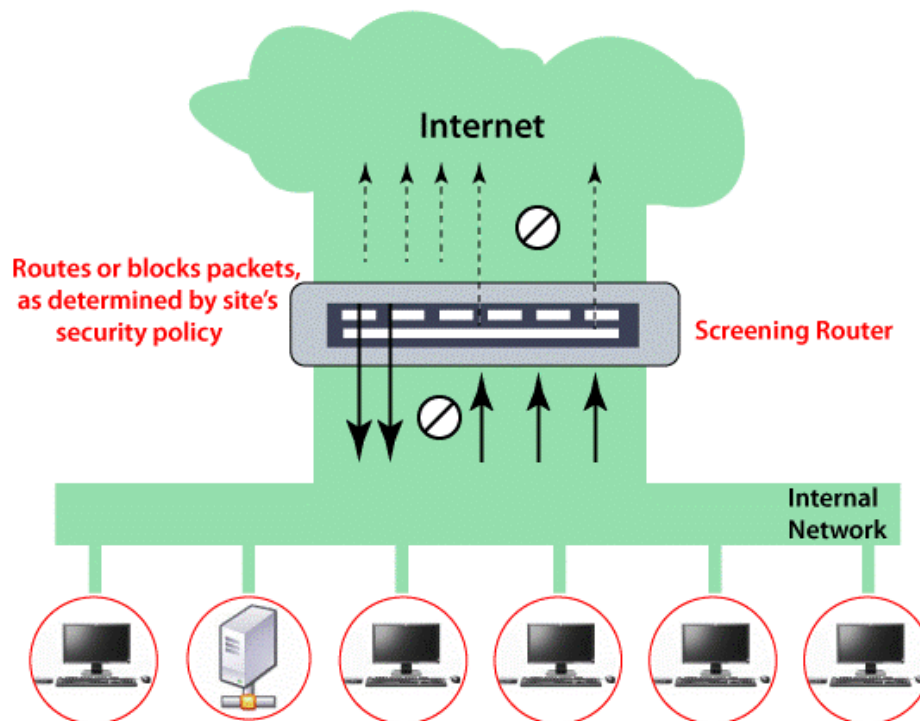 Internet
Routes or blocks packets,
as determined by site's
security policy
Screening Router
Internal
Network